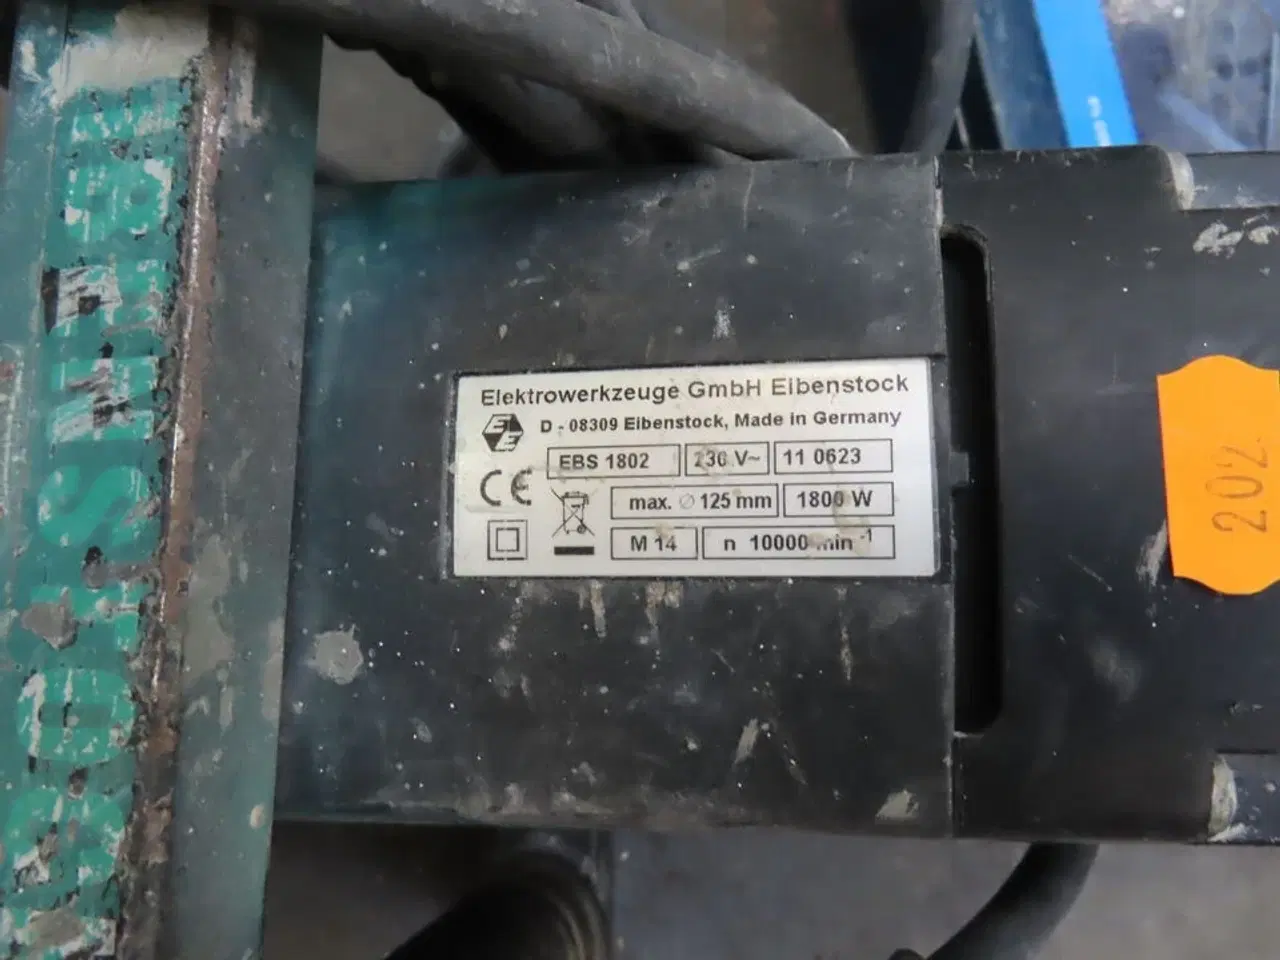 Elektrowerkzeuge GmbH Eibenstock
D - 08309 Eibenstock, Made in Germany
EBS 1802 230 V~ 11 0623
CE max. ⌀ 125 mm 1800 W
M 14 n 10000 min -1
202